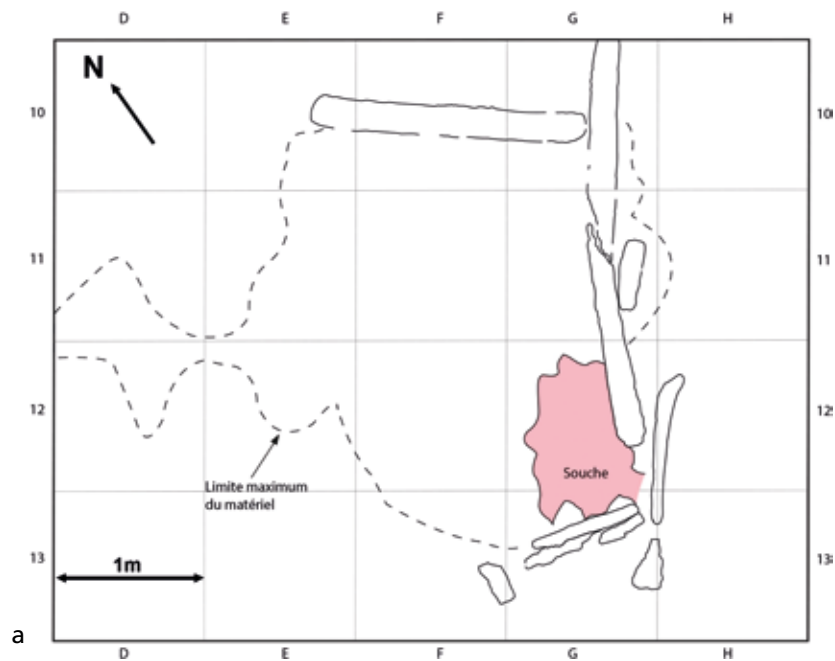 D E F G H
N
10 10
11 11
12 12
Souche
Limite maximum
du matériel
13 13
1m
a
D E F G H